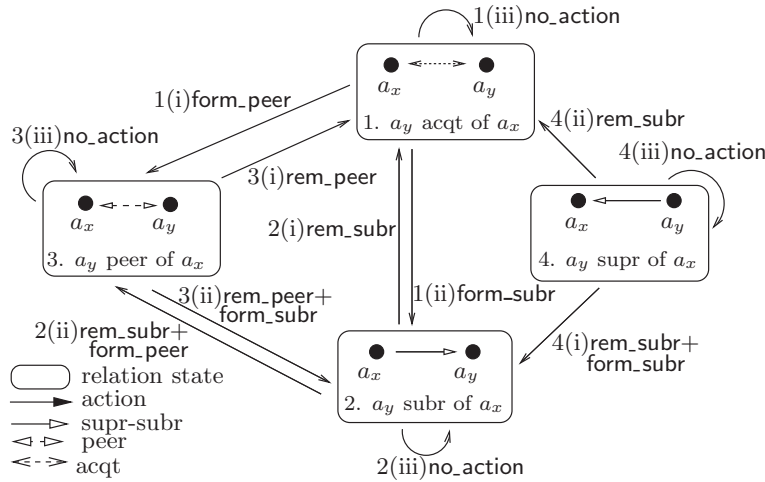 1(iii)no_action
a_x a_y
1. a_y acqt of a_x
1(i)form_peer
3(iii)no_action
3(i)rem_peer
a_x a_y
3. a_y peer of a_x
4(ii)rem_subr
4(iii)no_action
a_x a_y
4. a_y supr of a_x
2(i)rem_subr
1(ii)form_subr
3(ii)rem_peer+
form_subr
2(ii)rem_subr+
form_peer
4(i)rem_subr+
form_subr
a_x a_y
2. a_y subr of a_x
2(iii)no_action
relation state
action
supr-subr
peer
acqt